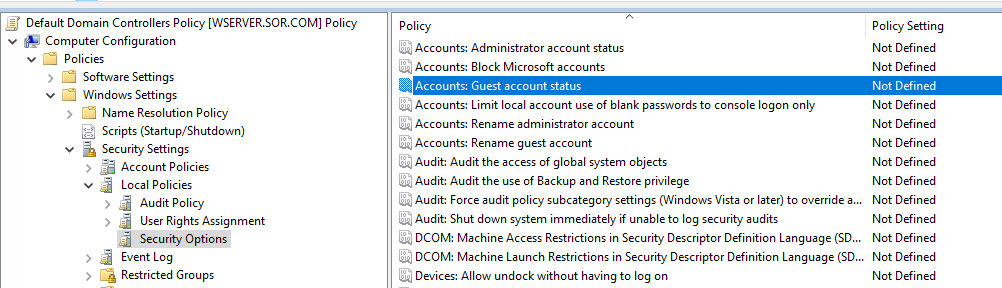 Default Domain Controllers Policy [WSERVER.SOR.COM] Policy
Computer Configuration
Policies
Software Settings
Windows Settings
Name Resolution Policy
Scripts (Startup/Shutdown)
Security Settings
Account Policies
Local Policies
Audit Policy
User Rights Assignment
Security Options
Event Log
Restricted Groups
Policy Policy Setting
Accounts: Administrator account status Not Defined
Accounts: Block Microsoft accounts Not Defined
Accounts: Guest account status Not Defined
Accounts: Limit local account use of blank passwords to console logon only Not Defined
Accounts: Rename administrator account Not Defined
Accounts: Rename guest account Not Defined
Audit: Audit the access of global system objects Not Defined
Audit: Audit the use of Backup and Restore privilege Not Defined
Audit: Force audit policy subcategory settings (Windows Vista or later) to override a... Not Defined
Audit: Shut down system immediately if unable to log security audits Not Defined
DCOM: Machine Access Restrictions in Security Descriptor Definition Language (SD... Not Defined
DCOM: Machine Launch Restrictions in Security Descriptor Definition Language (SD... Not Defined
Devices: Allow undock without having to log on Not Defined